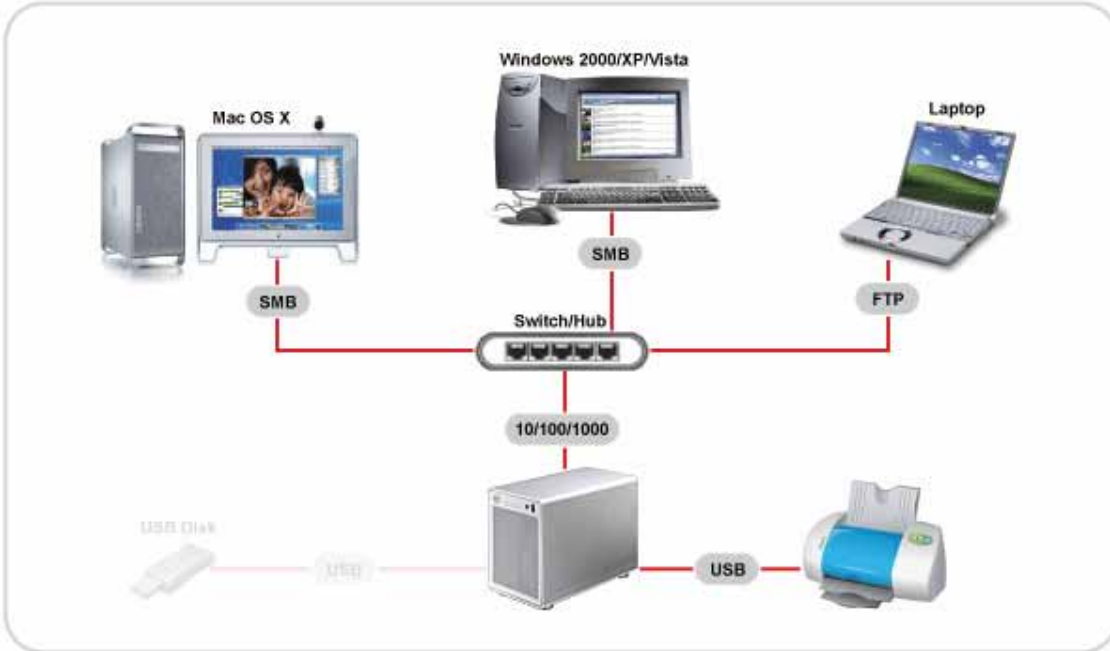 Windows 2000/XP/Vista
Mac OS X
Laptop
SMB
SMB
FTP
Switch/Hub
10/100/1000
USB Disk
USB
USB